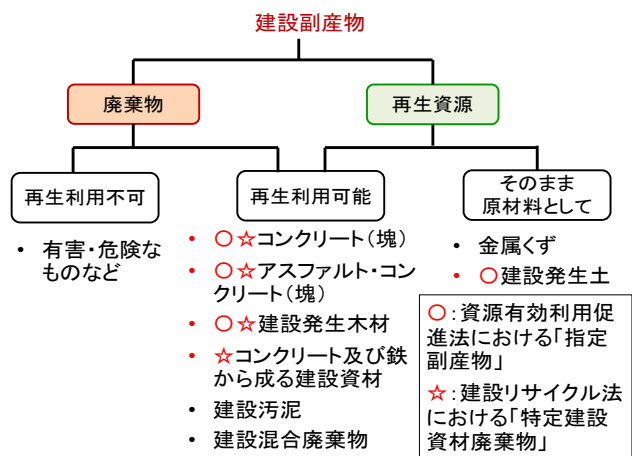 建設副産物
廃棄物
再生資源
再生利用不可
再生利用可能
そのまま
原材料として
• 有害・危険な
ものなど
• ○☆コンクリート(塊)
• ○☆アスファルト・コン
クリート(塊)
• ○☆建設発生木材
• ☆コンクリート及び鉄
から成る建設資材
• 建設汚泥
• 建設混合廃棄物
• 金属くず
• ○建設発生土
○:資源有効利用促
進法における「指定
副産物」
☆:建設リサイクル法
における「特定建設
資材廃棄物」